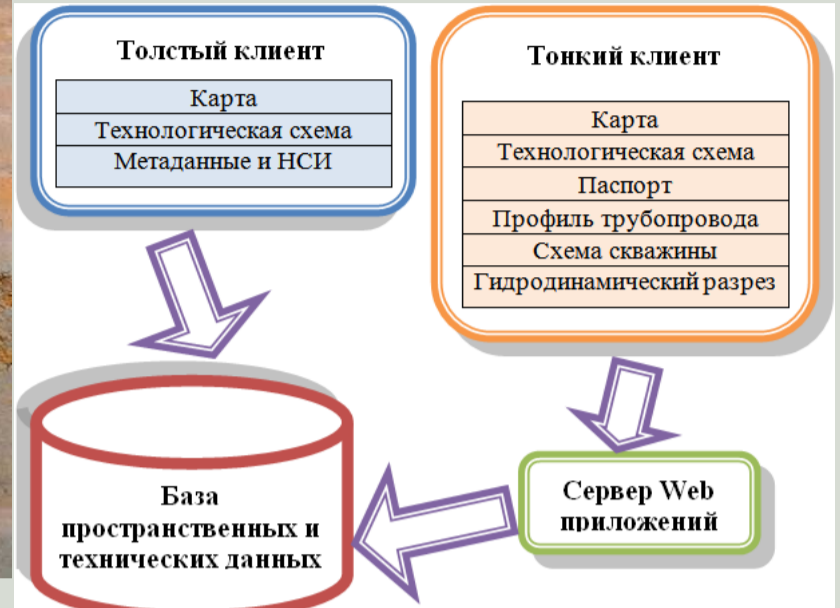 Толстый клиент
Карта
Технологическая схема
Метаданные и НСИ
Тонкий клиент
Карта
Технологическая схема
Паспорт
Профиль трубопровода
Схема скважины
Гидродинамический разрез
База
пространственных и
технических данных
Сервер Web
приложений